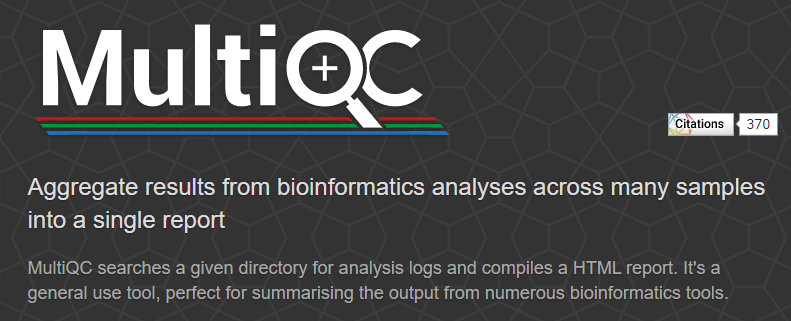 MultiQC
Citations 370
Aggregate results from bioinformatics analyses across many samples
into a single report
MultiQC searches a given directory for analysis logs and compiles a HTML report. It's a
general use tool, perfect for summarising the output from numerous bioinformatics tools.